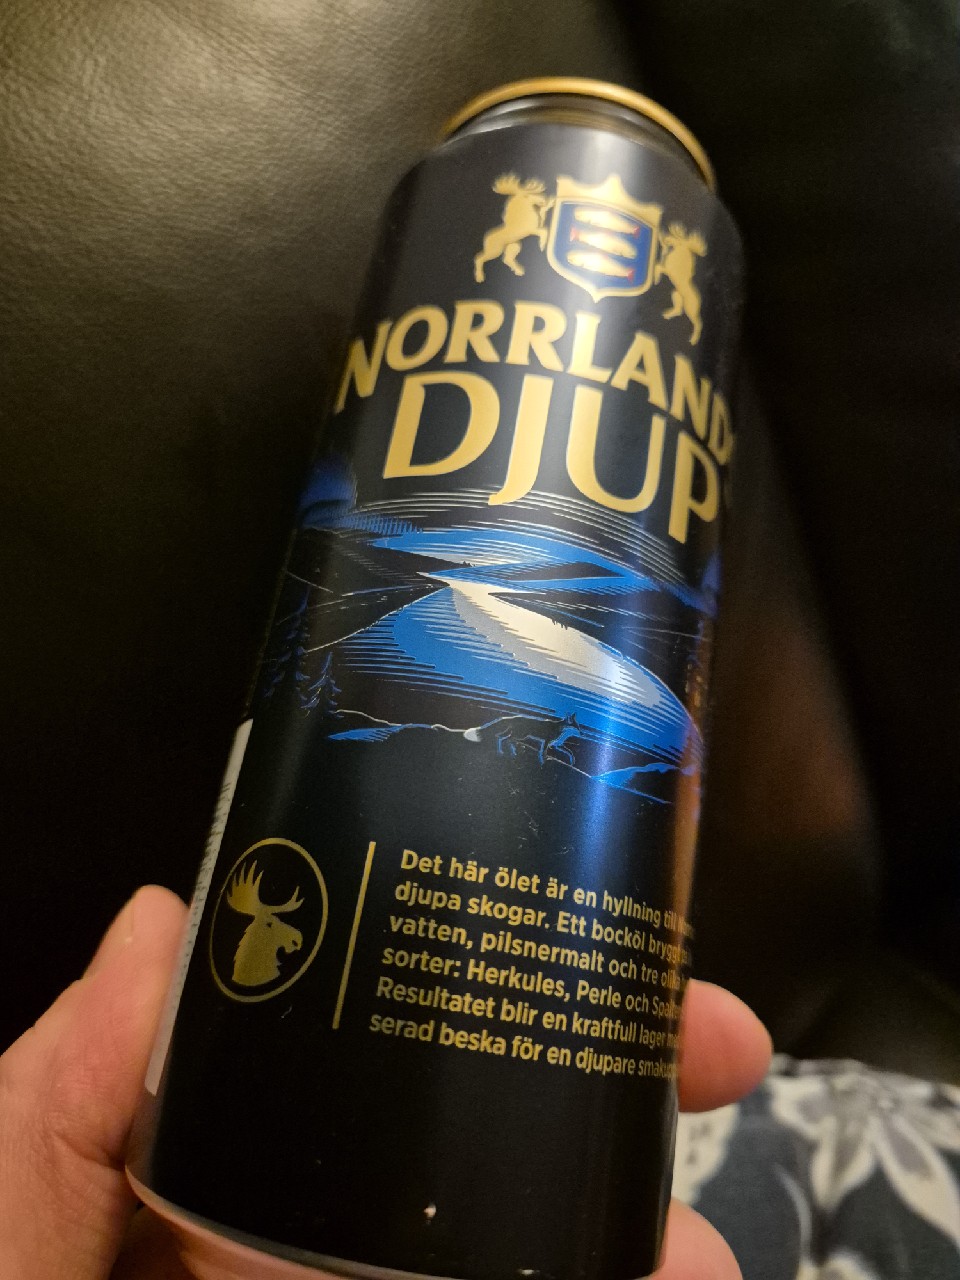 NORRLAND
DJUP
Det här ölet är en hyllning till
djupa skogar. Ett bocköl bryggt
vatten, pilsnermalt och tre olika
sorter: Herkules, Perle och
Resultatet blir en kraftfull lager
serad beska för en djupare